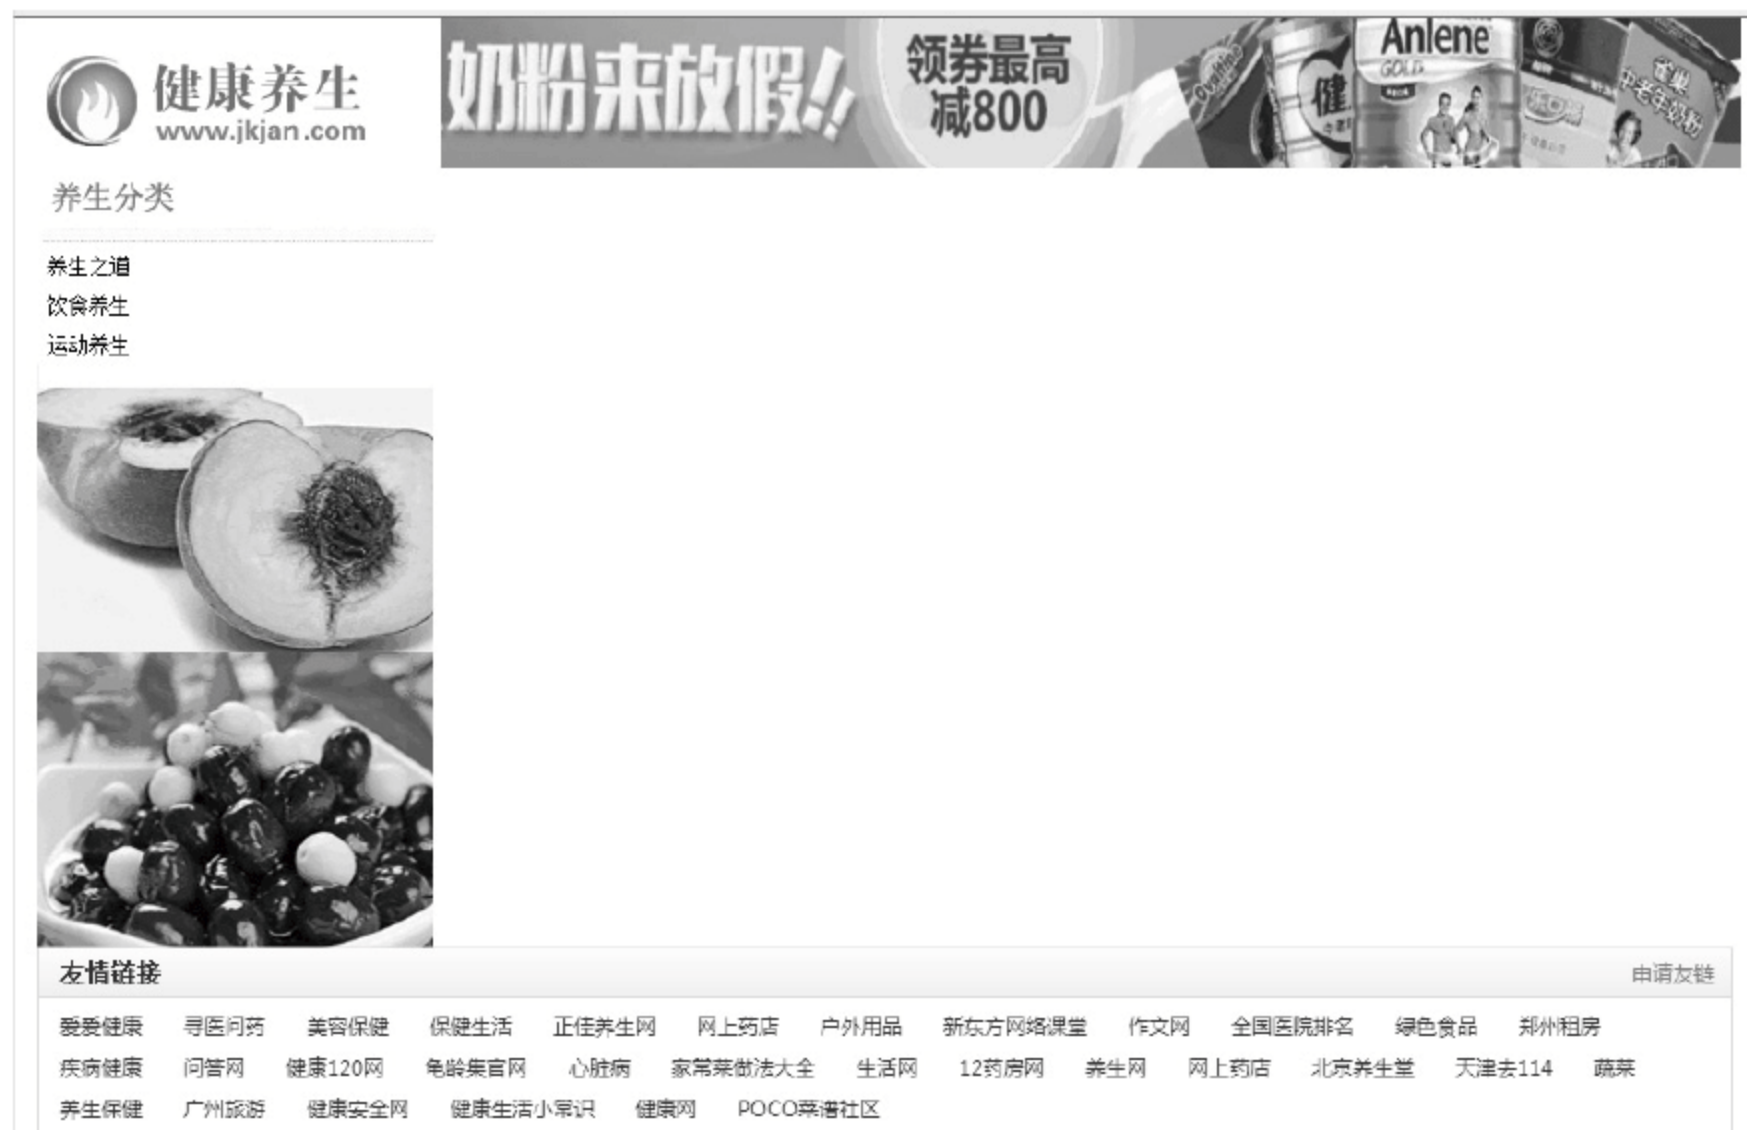 健康养生
www.jkjan.com
奶粉来放假!!
领券最高
减800
Anlene
GOLD
健
雀巢
中老年奶粉
养生分类
养生之道
饮食养生
运动养生
友情链接 申请友链
爱爱健康 寻医问药 美容保健 保健生活 正佳养生网 网上药店 户外用品 新东方网络课堂 作文网 全国医院排名 绿色食品 郑州租房
疾病健康 问答网 健康120网 龟龄集官网 心脏病 家常菜做法大全 生活网 12药房网 养生网 网上药店 北京养生堂 天津去114 蔬菜
养生保健 广州旅游 健康安全网 健康生活小常识 健康网 POCO菜谱社区